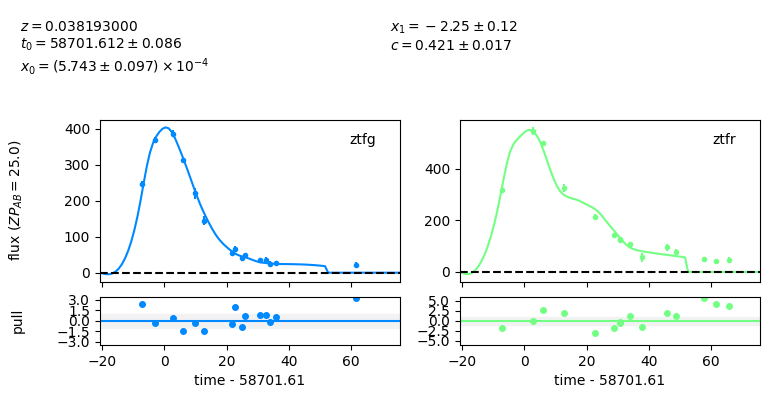 z = 0.038193000
t₀ = 58701.612 ± 0.086
x₀ = (5.743 ± 0.097) × 10⁻⁴
x₁ = −2.25 ± 0.12
c = 0.421 ± 0.017
flux (ZP_AB = 25.0)
400
300
200
100
0
ztfg
400
200
0
ztfr
pull
3.0
1.5
0.0
−1.5
−3.0
5.0
2.5
0.0
−2.5
−5.0
−20 0 20 40 60
time - 58701.61
−20 0 20 40 60
time - 58701.61